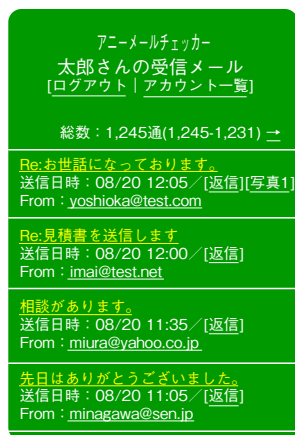 ｱﾆｰﾒｰﾙﾁｪｯｶｰ
太郎さんの受信メール
[ログアウト｜アカウント一覧]
総数：1,245通(1,245-1,231) →
Re:お世話になっております。
送信日時：08/20 12:05／[返信][写真1]
From：yoshioka@test.com
Re:見積書を送信します
送信日時：08/20 12:00／[返信]
From：imai@test.net
相談があります。
送信日時：08/20 11:35／[返信]
From：miura@yahoo.co.jp
先日はありがとうございました。
送信日時：08/20 11:05／[返信]
From：minagawa@sen.jp